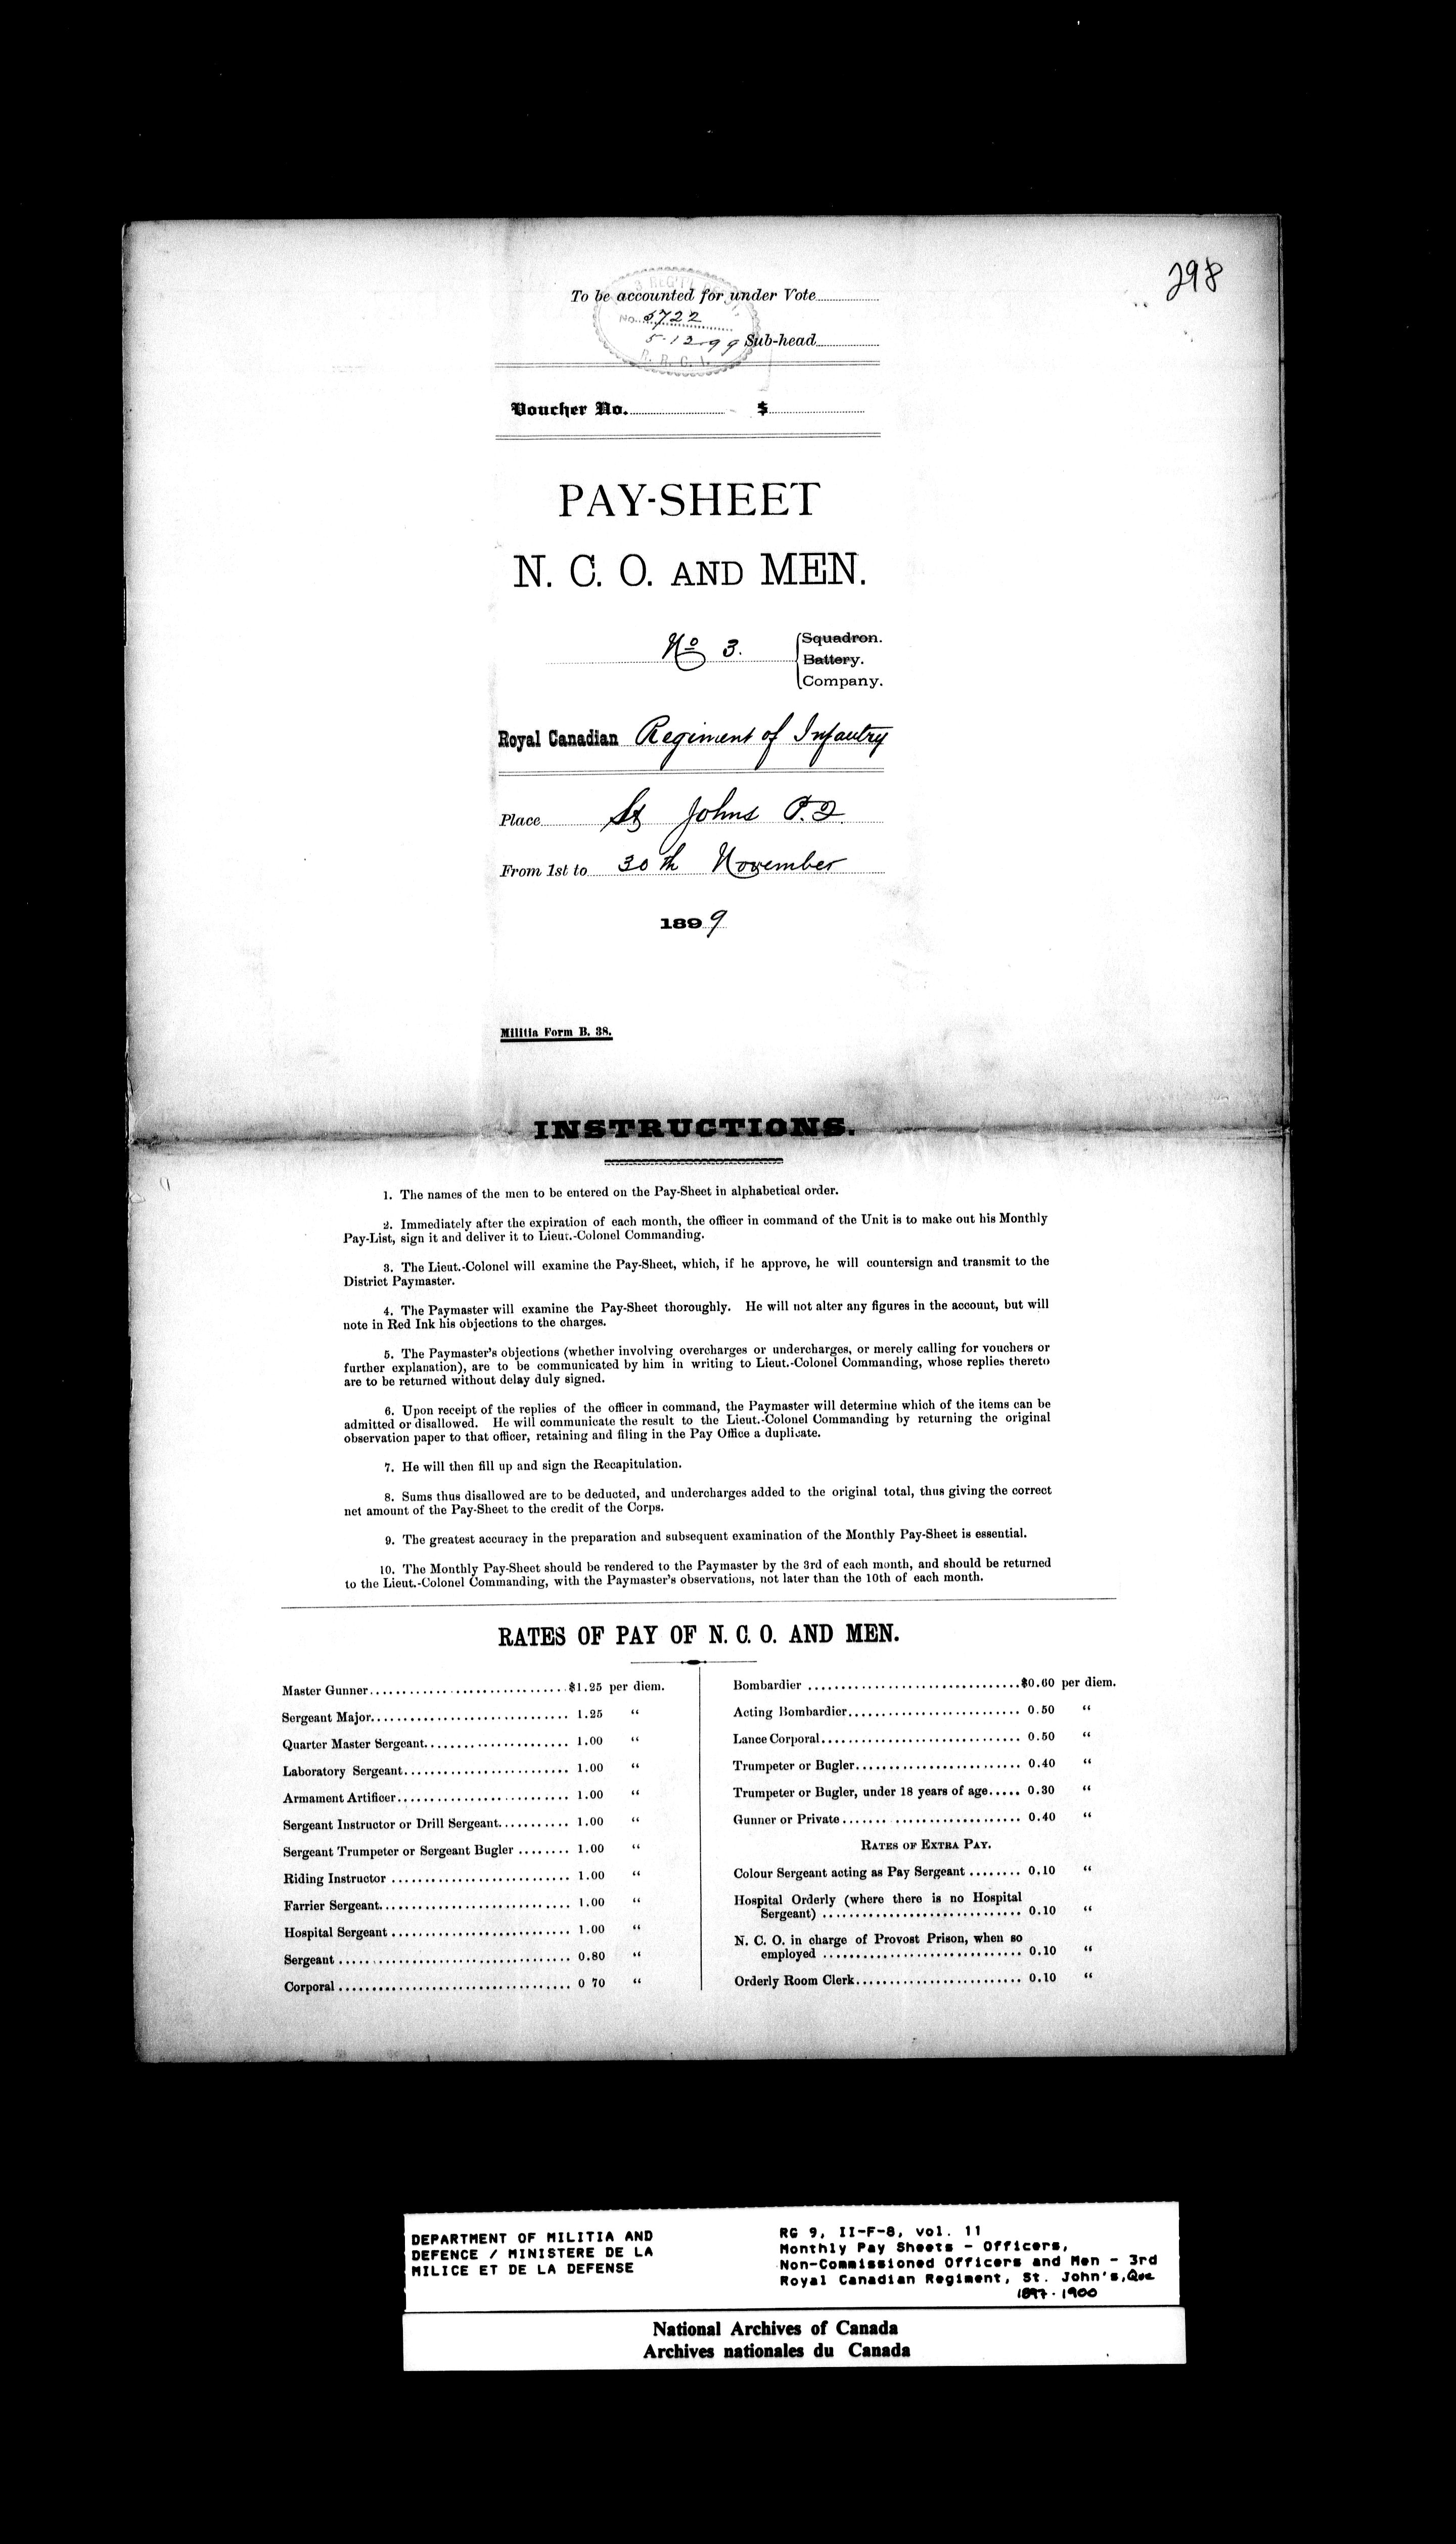 298
To be accounted for under Vote
No. 5722
5-12-99 Sub-head
R. R. C. I.
Voucher No. $
PAY-SHEET
N. C. O. AND MEN.
Squadron.
No 3. Battery.
Company.
Royal Canadian Regiment of Infantry
Place St Johns P.Q.
From 1st to 30th November
1899
Militia Form B. 38.
INSTRUCTIONS.
1. The names of the men to be entered on the Pay-Sheet in alphabetical order.
2. Immediately after the expiration of each month, the officer in command of the Unit is to make out his Monthly
Pay-List, sign it and deliver it to Lieut.-Colonel Commanding.
3. The Lieut.-Colonel will examine the Pay-Sheet, which, if he approve, he will countersign and transmit to the
District Paymaster.
4. The Paymaster will examine the Pay-Sheet thoroughly. He will not alter any figures in the account, but will
note in Red Ink his objections to the charges.
5. The Paymaster's objections (whether involving overcharges or undercharges, or merely calling for vouchers or
further explanation), are to be communicated by him in writing to Lieut.-Colonel Commanding, whose replies thereto
are to be returned without delay duly signed.
6. Upon receipt of the replies of the officer in command, the Paymaster will determine which of the items can be
admitted or disallowed. He will communicate the result to the Lieut.-Colonel Commanding by returning the original
observation paper to that officer, retaining and filing in the Pay Office a duplicate.
7. He will then fill up and sign the Recapitulation.
8. Sums thus disallowed are to be deducted, and undercharges added to the original total, thus giving the correct
net amount of the Pay-Sheet to the credit of the Corps.
9. The greatest accuracy in the preparation and subsequent examination of the Monthly Pay-Sheet is essential.
10. The Monthly Pay-Sheet should be rendered to the Paymaster by the 3rd of each month, and should be returned
to the Lieut.-Colonel Commanding, with the Paymaster's observations, not later than the 10th of each month.
RATES OF PAY OF N. C. O. AND MEN.
Master Gunner $1.25 per diem.
Sergeant Major 1.25 "
Quarter Master Sergeant 1.00 "
Laboratory Sergeant 1.00 "
Armament Artificer 1.00 "
Sergeant Instructor or Drill Sergeant 1.00 "
Sergeant Trumpeter or Sergeant Bugler 1.00 "
Riding Instructor 1.00 "
Farrier Sergeant 1.00 "
Hospital Sergeant 1.00 "
Sergeant 0.80 "
Corporal 0 70 "
Bombardier $0.60 per diem.
Acting Bombardier 0.50 "
Lance Corporal 0.50 "
Trumpeter or Bugler 0.40 "
Trumpeter or Bugler, under 18 years of age 0.30 "
Gunner or Private 0.40 "
RATES OF EXTRA PAY.
Colour Sergeant acting as Pay Sergeant 0.10 "
Hospital Orderly (where there is no Hospital
Sergeant) 0.10 "
N. C. O. in charge of Provost Prison, when so
employed 0.10 "
Orderly Room Clerk 0.10 "
DEPARTMENT OF MILITIA AND
DEFENCE / MINISTERE DE LA
MILICE ET DE LA DEFENSE
RG 9, II-F-8, vol. 11
Monthly Pay Sheets - Officers,
Non-Commissioned Officers and Men - 3rd
Royal Canadian Regiment, St. John's, Que
1897-1900
National Archives of Canada
Archives nationales du Canada